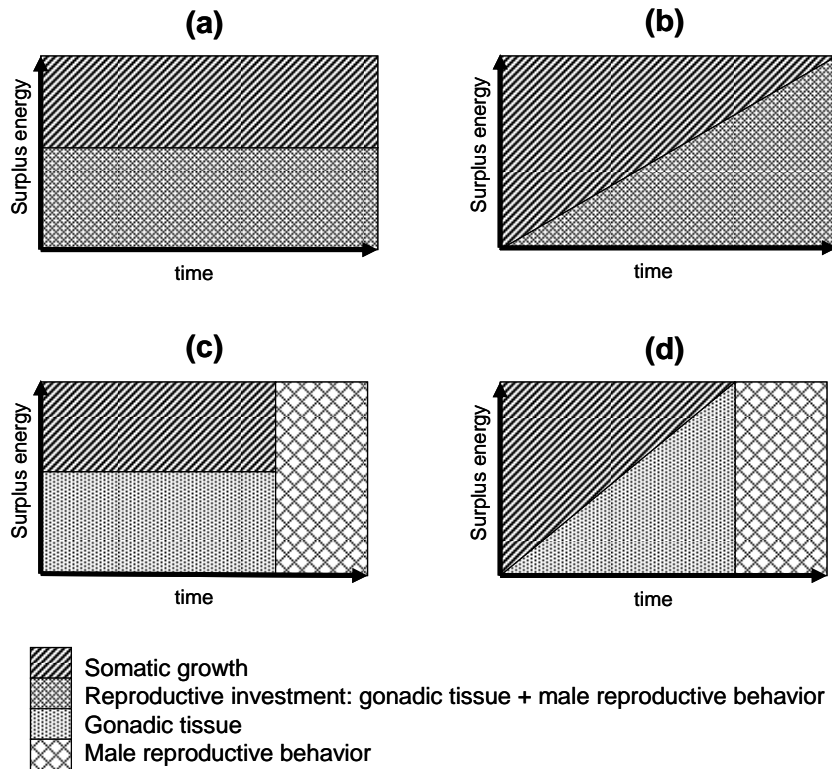 (a)
(b)
Surplus energy
Surplus energy
time
time
(c)
(d)
Surplus energy
Surplus energy
time
time
Somatic growth
Reproductive investment: gonadic tissue + male reproductive behavior
Gonadic tissue
Male reproductive behavior